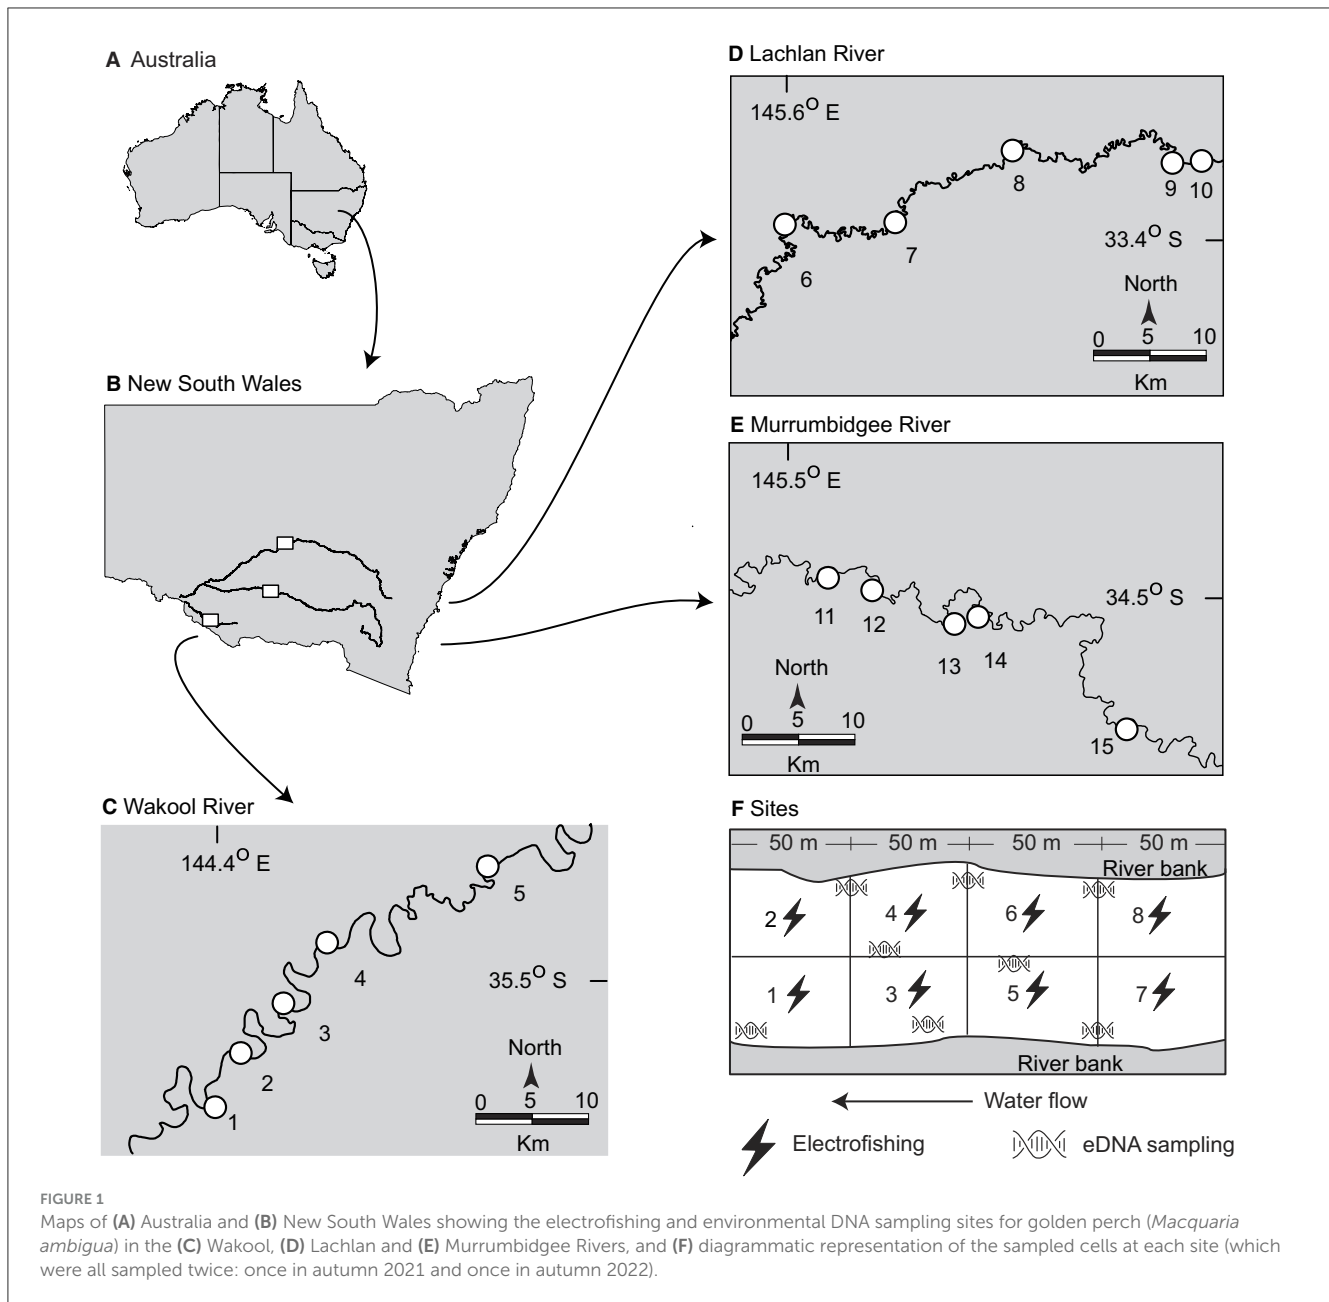 A Australia
B New South Wales
C Wakool River
144.4° E
35.5° S
5
4
3
2
1
North
0 5 10
Km
D Lachlan River
145.6° E
33.4° S
6
7
8
9 10
North
0 5 10
Km
E Murrumbidgee River
145.5° E
34.5° S
11 12 13 14
15
North
0 5 10
Km
F Sites
50 m 50 m 50 m 50 m
River bank
2 4 6 8
1 3 5 7
River bank
Water flow
Electrofishing eDNA sampling
FIGURE 1
Maps of (A) Australia and (B) New South Wales showing the electrofishing and environmental DNA sampling sites for golden perch (Macquaria
ambigua) in the (C) Wakool, (D) Lachlan and (E) Murrumbidgee Rivers, and (F) diagrammatic representation of the sampled cells at each site (which
were all sampled twice: once in autumn 2021 and once in autumn 2022).